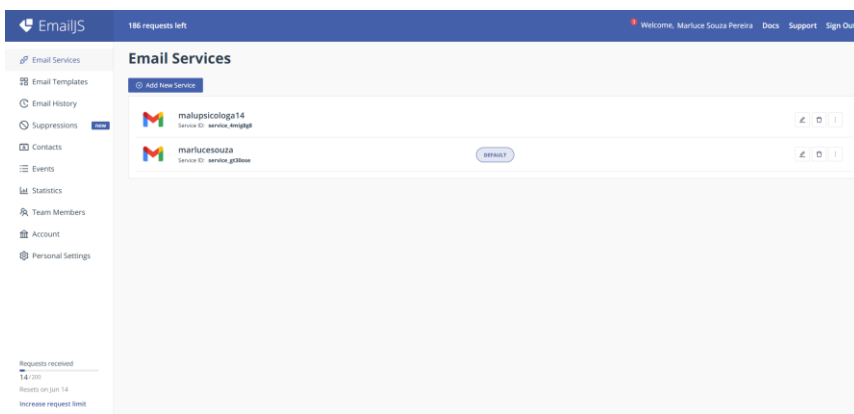 EmailJS
186 requests left
Welcome, Marluce Souza Pereira Docs Support Sign Out
Email Services
Email Templates
Email History
Suppressions new
Contacts
Events
Statistics
Team Members
Account
Personal Settings
Requests received
14/200
Resets on Jun 14
Increase request limit
Email Services
Add New Service
malupsicologa14
Service ID: service_4mig8g8
marlucesouza
Service ID:
DEFAULT